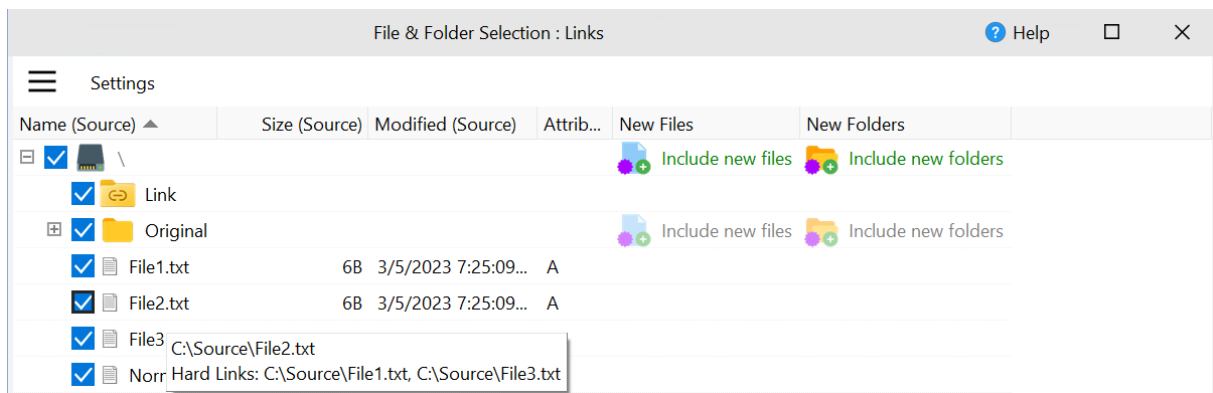 File & Folder Selection : Links
? Help
Settings
Name (Source) Size (Source) Modified (Source) Attrib... New Files New Folders
\ Include new files Include new folders
Link
Original Include new files Include new folders
File1.txt 6B 3/5/2023 7:25:09... A
File2.txt 6B 3/5/2023 7:25:09... A
File3
C:\Source\File2.txt
Norr
Hard Links: C:\Source\File1.txt, C:\Source\File3.txt